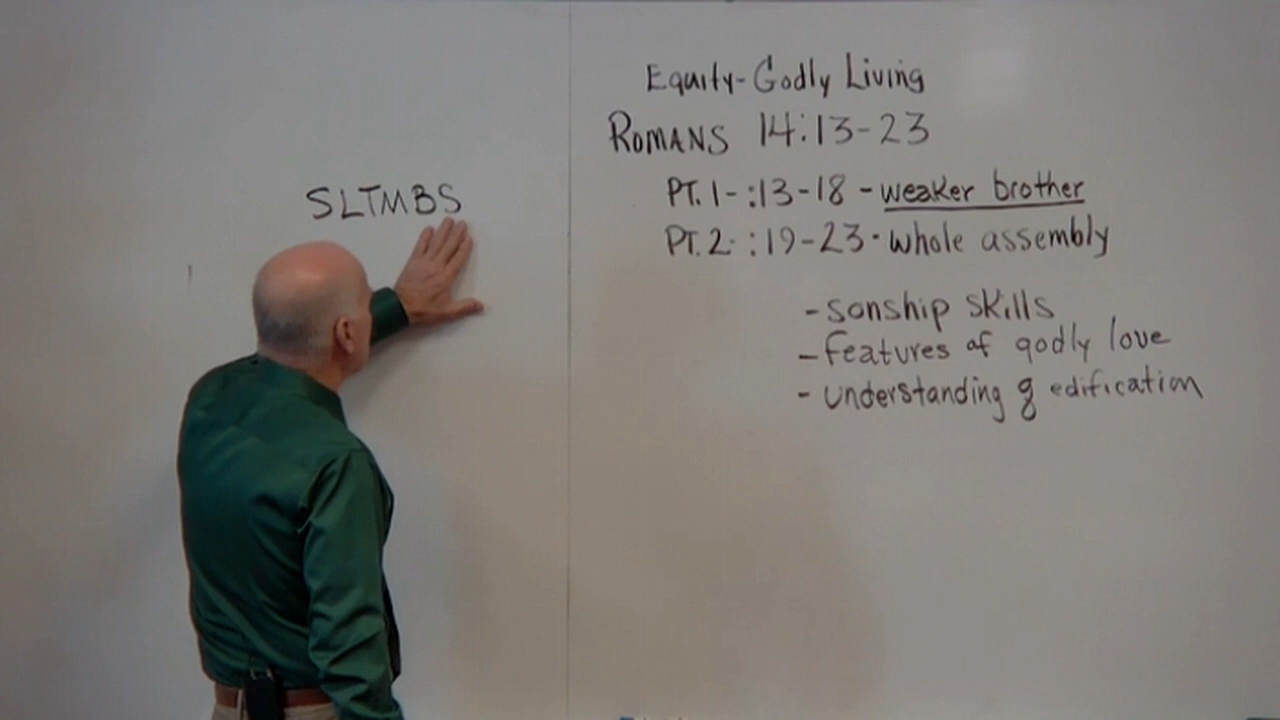 SLTMBS
Equity-Godly Living
ROMANS 14:13-23
PT. 1- :13-18 - weaker brother
PT. 2- :19-23 - whole assembly
- sonship skills
- features of godly love
- understanding g edification